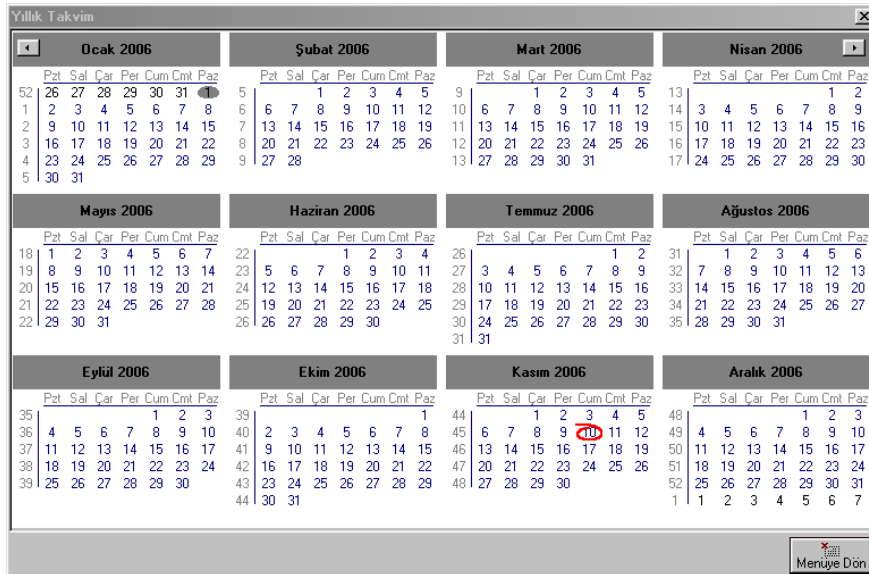 Yıllık Takvim
Ocak 2006 Şubat 2006 Mart 2006 Nisan 2006
Pzt Sal Çar Per Cum Cmt Paz Pzt Sal Çar Per Cum Cmt Paz Pzt Sal Çar Per Cum Cmt Paz Pzt Sal Çar Per Cum Cmt Paz
52 26 27 28 29 30 31 1 5 1 2 3 4 5 9 1 2 3 4 5 13 1 2
1 2 3 4 5 6 7 8 6 6 7 8 9 10 11 12 10 6 7 8 9 10 11 12 14 3 4 5 6 7 8 9
2 9 10 11 12 13 14 15 7 13 14 15 16 17 18 19 11 13 14 15 16 17 18 19 15 10 11 12 13 14 15 16
3 16 17 18 19 20 21 22 8 20 21 22 23 24 25 26 12 20 21 22 23 24 25 26 16 17 18 19 20 21 22 23
4 23 24 25 26 27 28 29 9 27 28 13 27 28 29 30 31 17 24 25 26 27 28 29 30
5 30 31
Mayıs 2006 Haziran 2006 Temmuz 2006 Ağustos 2006
Pzt Sal Çar Per Cum Cmt Paz Pzt Sal Çar Per Cum Cmt Paz Pzt Sal Çar Per Cum Cmt Paz Pzt Sal Çar Per Cum Cmt Paz
18 1 2 3 4 5 6 7 22 1 2 3 4 26 1 2 31 1 2 3 4 5 6
19 8 9 10 11 12 13 14 23 5 6 7 8 9 10 11 27 3 4 5 6 7 8 9 32 7 8 9 10 11 12 13
20 15 16 17 18 19 20 21 24 12 13 14 15 16 17 18 28 10 11 12 13 14 15 16 33 14 15 16 17 18 19 20
21 22 23 24 25 26 27 28 25 19 20 21 22 23 24 25 29 17 18 19 20 21 22 23 34 21 22 23 24 25 26 27
22 29 30 31 26 26 27 28 29 30 30 24 25 26 27 28 29 30 35 28 29 30 31
31 31
Eylül 2006 Ekim 2006 Kasım 2006 Aralık 2006
Pzt Sal Çar Per Cum Cmt Paz Pzt Sal Çar Per Cum Cmt Paz Pzt Sal Çar Per Cum Cmt Paz Pzt Sal Çar Per Cum Cmt Paz
35 1 2 3 39 1 44 1 2 3 4 5 48 1 2 3
36 4 5 6 7 8 9 10 40 2 3 4 5 6 7 8 45 6 7 8 9 10 11 12 49 4 5 6 7 8 9 10
37 11 12 13 14 15 16 17 41 9 10 11 12 13 14 15 46 13 14 15 16 17 18 19 50 11 12 13 14 15 16 17
38 18 19 20 21 22 23 24 42 16 17 18 19 20 21 22 47 20 21 22 23 24 25 26 51 18 19 20 21 22 23 24
39 25 26 27 28 29 30 43 23 24 25 26 27 28 29 48 27 28 29 30 52 25 26 27 28 29 30 31
44 30 31 1 1 2 3 4 5 6 7
Menüye Dön